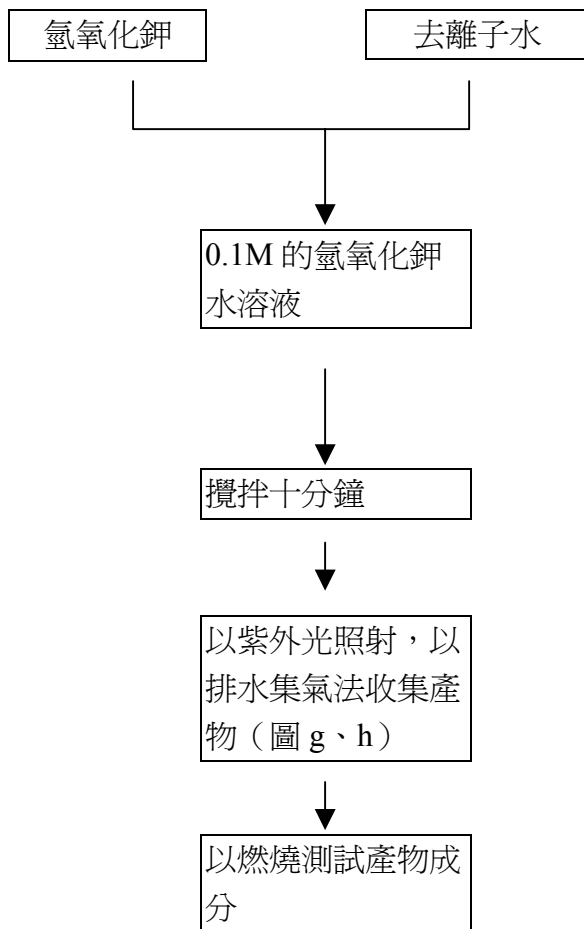 氫氧化鉀
去離子水
0.1M 的氫氧化鉀
水溶液
攪拌十分鐘
以紫外光照射，以
排水集氣法收集產
物（圖 g、h）
以燃燒測試產物成
分